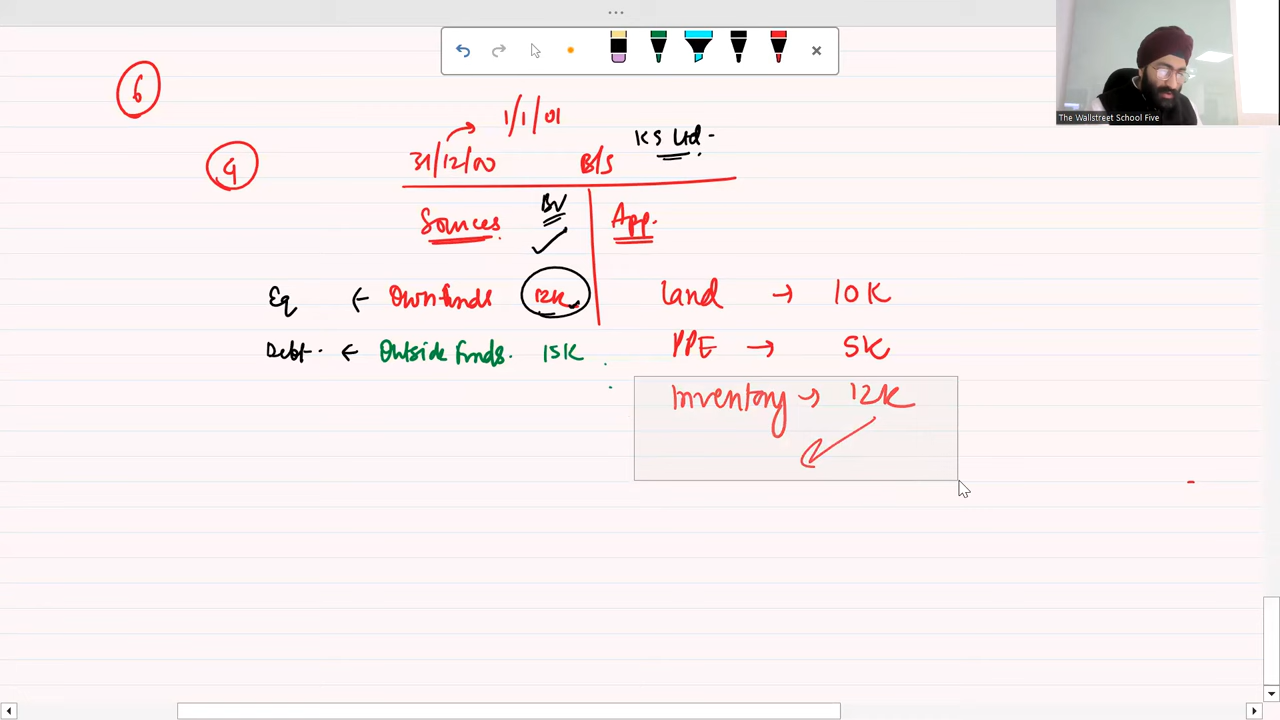 The Wallstreet School Five
6
1/1/01
KS Ltd.
9
31/12/00 B/S
BV
Sources App.
Eq ← Own funds 12K Land → 10K
Debt. ← Outside funds. 15K PPE → 5K
Inventory → 12K